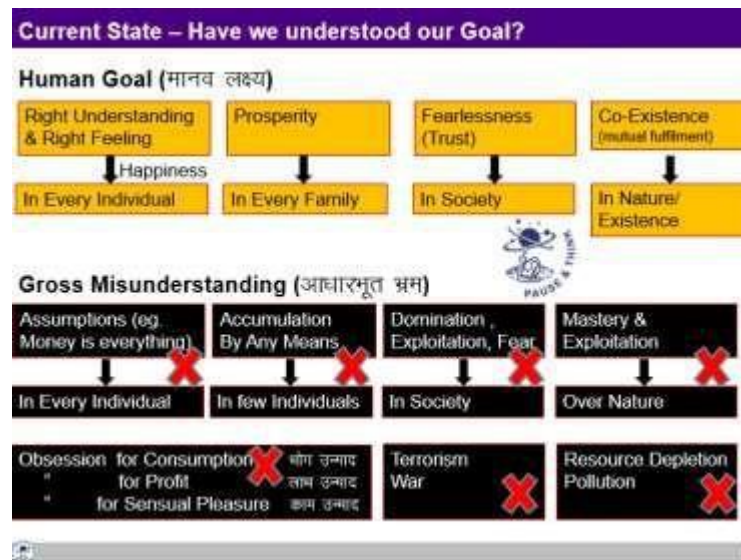 Current State – Have we understood our Goal?
Human Goal (मानव लक्ष्य)
Right Understanding
& Right Feeling
Prosperity
Fearlessness
(Trust)
Co-Existence
(mutual fulfilment)
Happiness
In Every Individual
In Every Family
In Society
In Nature/
Existence
PAUSE & THINK
Gross Misunderstanding (आधारभूत भ्रम)
Assumptions (eg.
Money is everything)
Accumulation
By Any Means
Domination ,
Exploitation, Fear
Mastery &
Exploitation
In Every Individual
In few Individuals
In Society
Over Nature
Obsession for Consumption भोग उन्माद
" for Profit लाभ उन्माद
" for Sensual Pleasure काम उन्माद
Terrorism
War
Resource Depletion
Pollution